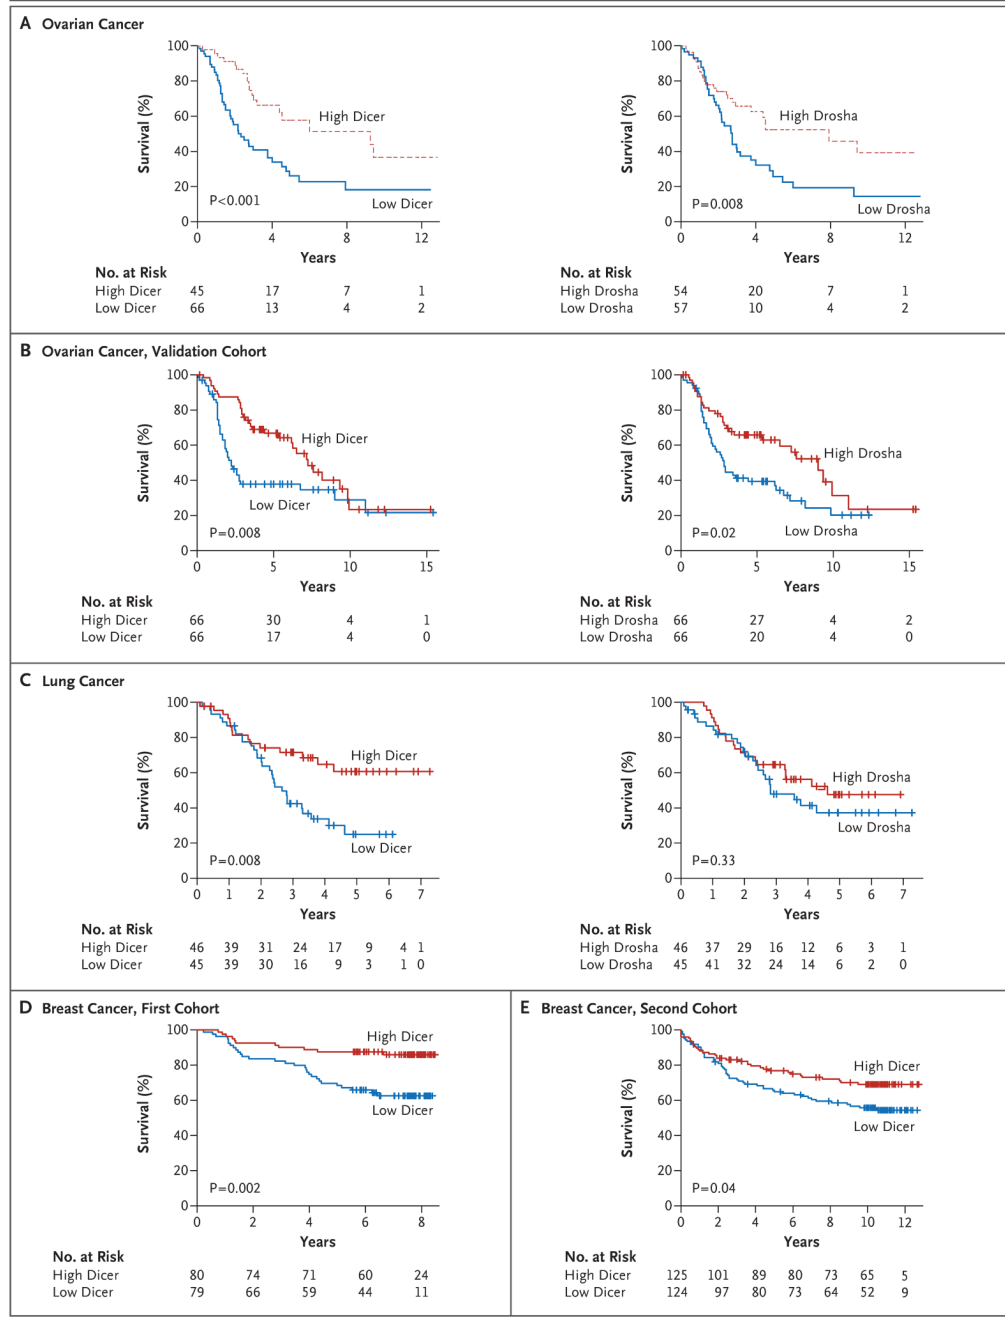 A Ovarian Cancer
100
80
60
40
20
0
Survival (%)
High Dicer
Low Dicer
P<0.001
0 4 8 12
Years
No. at Risk
High Dicer 45 17 7 1
Low Dicer 66 13 4 2
100
80
60
40
20
0
Survival (%)
High Drosha
Low Drosha
P=0.008
0 4 8 12
Years
No. at Risk
High Drosha 54 20 7 1
Low Drosha 57 10 4 2
B Ovarian Cancer, Validation Cohort
100
80
60
40
20
0
Survival (%)
High Dicer
Low Dicer
P=0.008
0 5 10 15
Years
No. at Risk
High Dicer 66 30 4 1
Low Dicer 66 17 4 0
100
80
60
40
20
0
Survival (%)
High Drosha
Low Drosha
P=0.02
0 5 10 15
Years
No. at Risk
High Drosha 66 27 4 2
Low Drosha 66 20 4 0
C Lung Cancer
100
80
60
40
20
0
Survival (%)
High Dicer
Low Dicer
P=0.008
0 1 2 3 4 5 6 7
Years
No. at Risk
High Dicer 46 39 31 24 17 9 4 1
Low Dicer 45 39 30 16 9 3 1 0
100
80
60
40
20
0
Survival (%)
High Drosha
Low Drosha
P=0.33
0 1 2 3 4 5 6 7
Years
No. at Risk
High Drosha 46 37 29 16 12 6 3 1
Low Drosha 45 41 32 24 14 6 2 0
D Breast Cancer, First Cohort
100
80
60
40
20
0
Survival (%)
High Dicer
Low Dicer
P=0.002
0 2 4 6 8
Years
No. at Risk
High Dicer 80 74 71 60 24
Low Dicer 79 66 59 44 11
E Breast Cancer, Second Cohort
100
80
60
40
20
0
Survival (%)
High Dicer
Low Dicer
P=0.04
0 2 4 6 8 10 12
Years
No. at Risk
High Dicer 125 101 89 80 73 65 5
Low Dicer 124 97 80 73 64 52 9